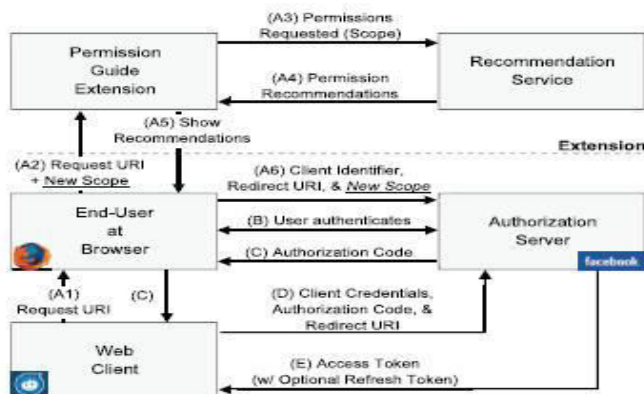 (A3) Permissions
Requested (Scope)
Permission
Guide
Extension
Recommendation
Service
(A4) Permission
Recommendations
(A5) Show
Recommendations
Extension
(A2) Request URI
+ New Scope
(A6) Client Identifier,
Redirect URI, & New Scope
End-User
at
Browser
(B) User authenticates
Authorization
Server
(C) Authorization Code
facebook
(A1)
Request URI
(C)
(D) Client Credentials,
Authorization Code, &
Redirect URI
Web
Client
(E) Access Token
(w/ Optional Refresh Token)